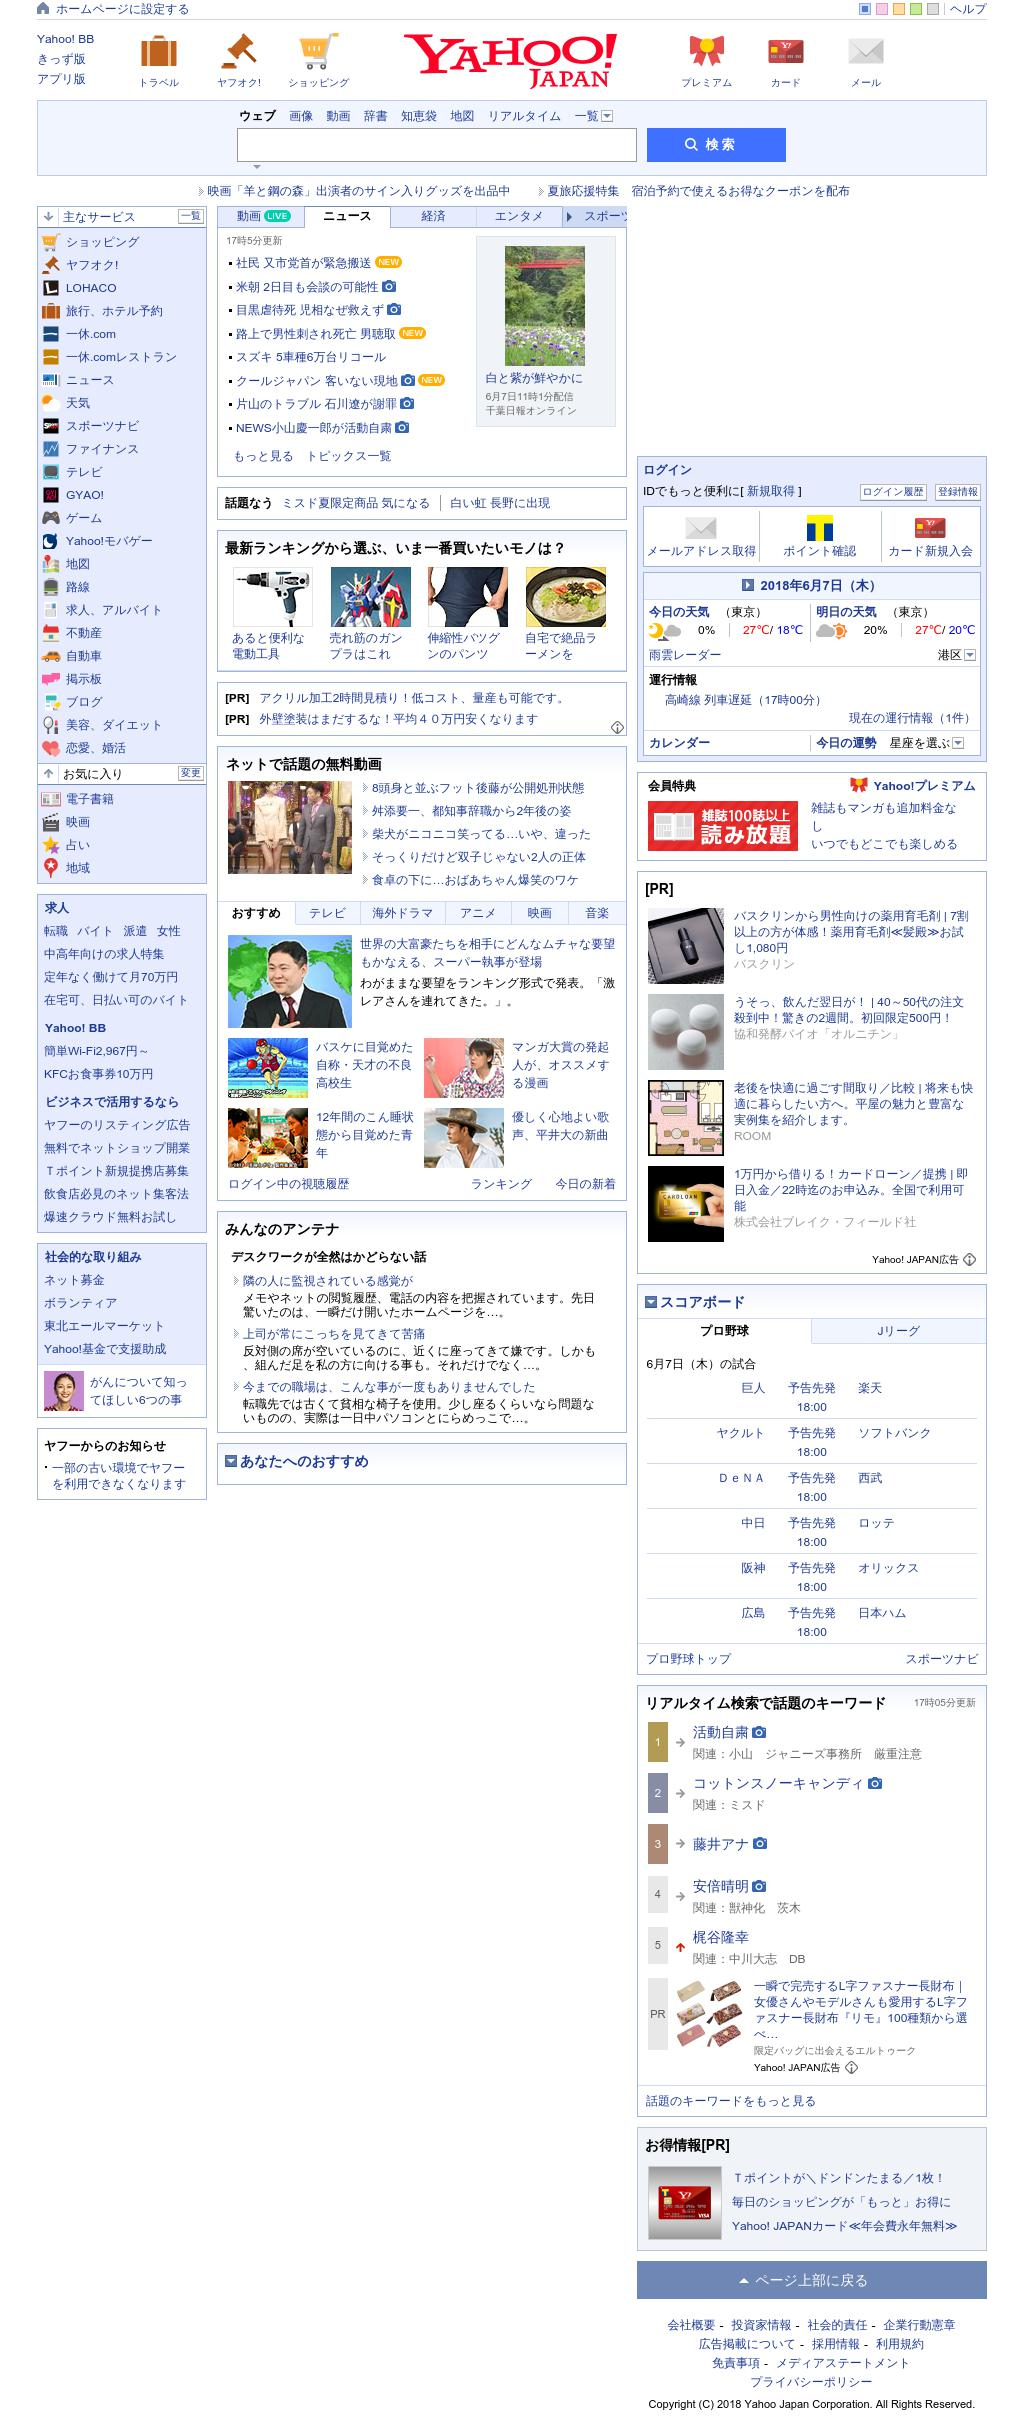 ホームページに設定する
ヘルプ
Yahoo! BB
きっず版
アプリ版
トラベル
ヤフオク!
ショッピング
YAHOO!
JAPAN
プレミアム
カード
メール
ウェブ 画像 動画 辞書 知恵袋 地図 リアルタイム 一覧
検索
映画「羊と鋼の森」出演者のサイン入りグッズを出品中
夏旅応援特集　宿泊予約で使えるお得なクーポンを配布
主なサービス 一覧
ショッピング
ヤフオク!
LOHACO
旅行、ホテル予約
一休.com
一休.comレストラン
ニュース
天気
スポーツナビ
ファイナンス
テレビ
GYAO!
ゲーム
Yahoo!モバゲー
地図
路線
求人、アルバイト
不動産
自動車
掲示板
ブログ
美容、ダイエット
恋愛、婚活
お気に入り 変更
電子書籍
映画
占い
地域
求人
転職 バイト 派遣 女性
中高年向けの求人特集
定年なく働けて月70万円
在宅可、日払い可のバイト
Yahoo! BB
簡単Wi-Fi2,967円～
KFCお食事券10万円
ビジネスで活用するなら
ヤフーのリスティング広告
無料でネットショップ開業
Ｔポイント新規提携店募集
飲食店必見のネット集客法
爆速クラウド無料お試し
社会的な取り組み
ネット募金
ボランティア
東北エールマーケット
Yahoo!基金で支援助成
がんについて知っ
てほしい6つの事
ヤフーからのお知らせ
一部の古い環境でヤフー
を利用できなくなります
動画 LIVE ニュース 経済 エンタメ スポーツ
17時5分更新
社民 又市党首が緊急搬送 NEW
米朝 2日目も会談の可能性
目黒虐待死 児相なぜ救えず
路上で男性刺され死亡 男聴取 NEW
スズキ 5車種6万台リコール
クールジャパン 客いない現地 NEW
片山のトラブル 石川遼が謝罪
NEWS小山慶一郎が活動自粛
もっと見る トピックス一覧
白と紫が鮮やかに
6月7日11時1分配信
千葉日報オンライン
話題なう ミスド夏限定商品 気になる 白い虹 長野に出現
最新ランキングから選ぶ、いま一番買いたいモノは？
あると便利な
電動工具
売れ筋のガン
プラはこれ
伸縮性バツグ
ンのパンツ
自宅で絶品ラ
ーメンを
[PR] アクリル加工2時間見積り！低コスト、量産も可能です。
[PR] 外壁塗装はまだするな！平均４０万円安くなります
ネットで話題の無料動画
8頭身と並ぶフット後藤が公開処刑状態
舛添要一、都知事辞職から2年後の姿
柴犬がニコニコ笑ってる…いや、違った
そっくりだけど双子じゃない2人の正体
食卓の下に…おばあちゃん爆笑のワケ
おすすめ テレビ 海外ドラマ アニメ 映画 音楽
世界の大富豪たちを相手にどんなムチャな要望
もかなえる、スーパー執事が登場
わがままな要望をランキング形式で発表。「激
レアさんを連れてきた。」。
バスケに目覚めた
自称・天才の不良
高校生
マンガ大賞の発起
人が、オススメす
る漫画
12年間のこん睡状
態から目覚めた青
年
優しく心地よい歌
声、平井大の新曲
ログイン中の視聴履歴 ランキング 今日の新着
みんなのアンテナ
デスクワークが全然はかどらない話
隣の人に監視されている感覚が
メモやネットの閲覧履歴、電話の内容を把握されています。先日
驚いたのは、一瞬だけ開いたホームページを…。
上司が常にこっちを見てきて苦痛
反対側の席が空いているのに、近くに座ってきて嫌です。しかも
、組んだ足を私の方に向ける事も。それだけでなく…。
今までの職場は、こんな事が一度もありませんでした
転職先では古くて貧相な椅子を使用。少し座るくらいなら問題な
いものの、実際は一日中パソコンとにらめっこで…。
あなたへのおすすめ
ログイン
IDでもっと便利に[ 新規取得 ] ログイン履歴 登録情報
メールアドレス取得 ポイント確認 カード新規入会
2018年6月7日（木）
今日の天気 （東京）
0% 27℃/ 18℃
明日の天気 （東京）
20% 27℃/ 20℃
雨雲レーダー 港区
運行情報
高崎線 列車遅延（17時00分）
現在の運行情報（1件）
カレンダー 今日の運勢 星座を選ぶ
会員特典 Yahoo!プレミアム
雑誌100誌以上
読み放題
雑誌もマンガも追加料金な
し
いつでもどこでも楽しめる
[PR]
バスクリンから男性向けの薬用育毛剤 | 7割
以上の方が体感！薬用育毛剤≪髪殿≫お試
し1,080円
バスクリン
うそっ、飲んだ翌日が！ | 40～50代の注文
殺到中！驚きの2週間。初回限定500円！
協和発酵バイオ「オルニチン」
老後を快適に過ごす間取り／比較 | 将来も快
適に暮らしたい方へ。平屋の魅力と豊富な
実例集を紹介します。
ROOM
1万円から借りる！カードローン／提携 | 即
日入金／22時迄のお申込み。全国で利用可
能
株式会社ブレイク・フィールド社
CARDLOAN
Yahoo! JAPAN広告
スコアボード
プロ野球 Jリーグ
6月7日（木）の試合
巨人 予告先発 楽天
18:00
ヤクルト 予告先発 ソフトバンク
18:00
ＤｅＮＡ 予告先発 西武
18:00
中日 予告先発 ロッテ
18:00
阪神 予告先発 オリックス
18:00
広島 予告先発 日本ハム
18:00
プロ野球トップ スポーツナビ
リアルタイム検索で話題のキーワード 17時05分更新
1 活動自粛
関連：小山　ジャニーズ事務所　厳重注意
2 コットンスノーキャンディ
関連：ミスド
3 藤井アナ
4 安倍晴明
関連：獣神化　茨木
5 梶谷隆幸
関連：中川大志　DB
PR
一瞬で完売するL字ファスナー長財布｜
女優さんやモデルさんも愛用するL字フ
ァスナー長財布『リモ』100種類から選
べ…
限定バッグに出会えるエルトゥーク
Yahoo! JAPAN広告
話題のキーワードをもっと見る
お得情報[PR]
Ｔポイントが＼ドンドンたまる／1枚！
毎日のショッピングが「もっと」お得に
Yahoo! JAPANカード≪年会費永年無料≫
ページ上部に戻る
会社概要 - 投資家情報 - 社会的責任 - 企業行動憲章
広告掲載について - 採用情報 - 利用規約
免責事項 - メディアステートメント
プライバシーポリシー
Copyright (C) 2018 Yahoo Japan Corporation. All Rights Reserved.